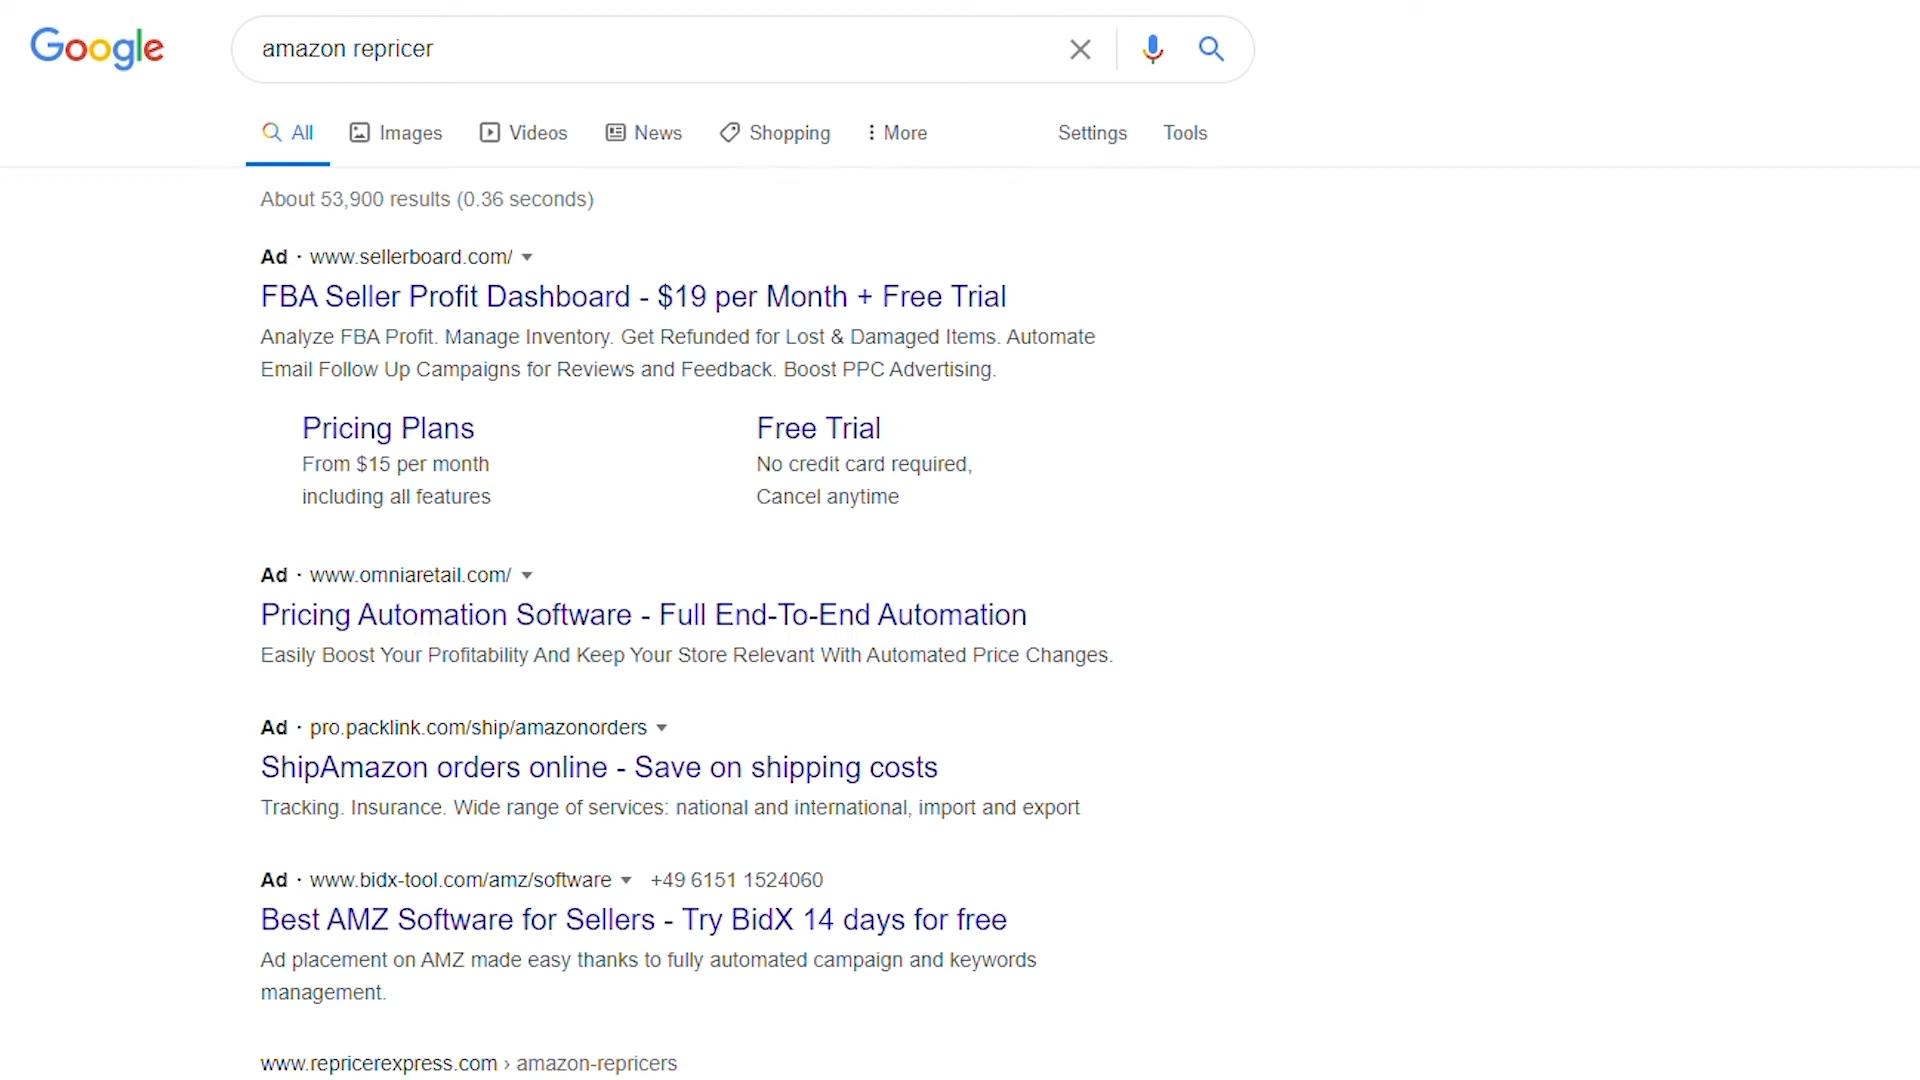 Google
amazon repricer
All Images Videos News Shopping More Settings Tools
About 53,900 results (0.36 seconds)
Ad · www.sellerboard.com/
FBA Seller Profit Dashboard - $19 per Month + Free Trial
Analyze FBA Profit. Manage Inventory. Get Refunded for Lost & Damaged Items. Automate
Email Follow Up Campaigns for Reviews and Feedback. Boost PPC Advertising.
Pricing Plans
From $15 per month
including all features
Free Trial
No credit card required,
Cancel anytime
Ad · www.omniaretail.com/
Pricing Automation Software - Full End-To-End Automation
Easily Boost Your Profitability And Keep Your Store Relevant With Automated Price Changes.
Ad · pro.packlink.com/ship/amazonorders
ShipAmazon orders online - Save on shipping costs
Tracking. Insurance. Wide range of services: national and international, import and export
Ad · www.bidx-tool.com/amz/software +49 6151 1524060
Best AMZ Software for Sellers - Try BidX 14 days for free
Ad placement on AMZ made easy thanks to fully automated campaign and keywords
management.
www.repricerexpress.com › amazon-repricers